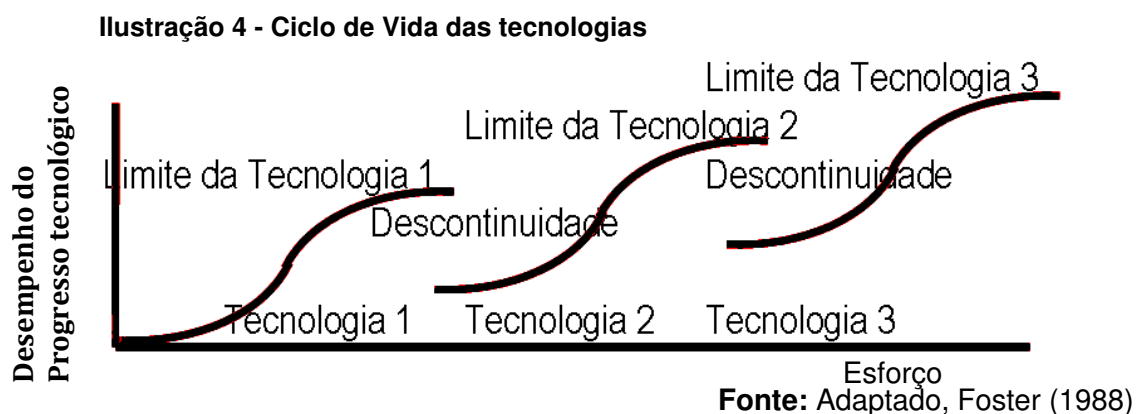 Ilustração 4 - Ciclo de Vida das tecnologias
Limite da Tecnologia 3
Limite da Tecnologia 2
Limite da Tecnologia 1
Descontinuidade
Descontinuidade
Desempenho do
Progresso tecnológico
Tecnologia 1
Tecnologia 2
Tecnologia 3
Esforço
Fonte: Adaptado, Foster (1988)